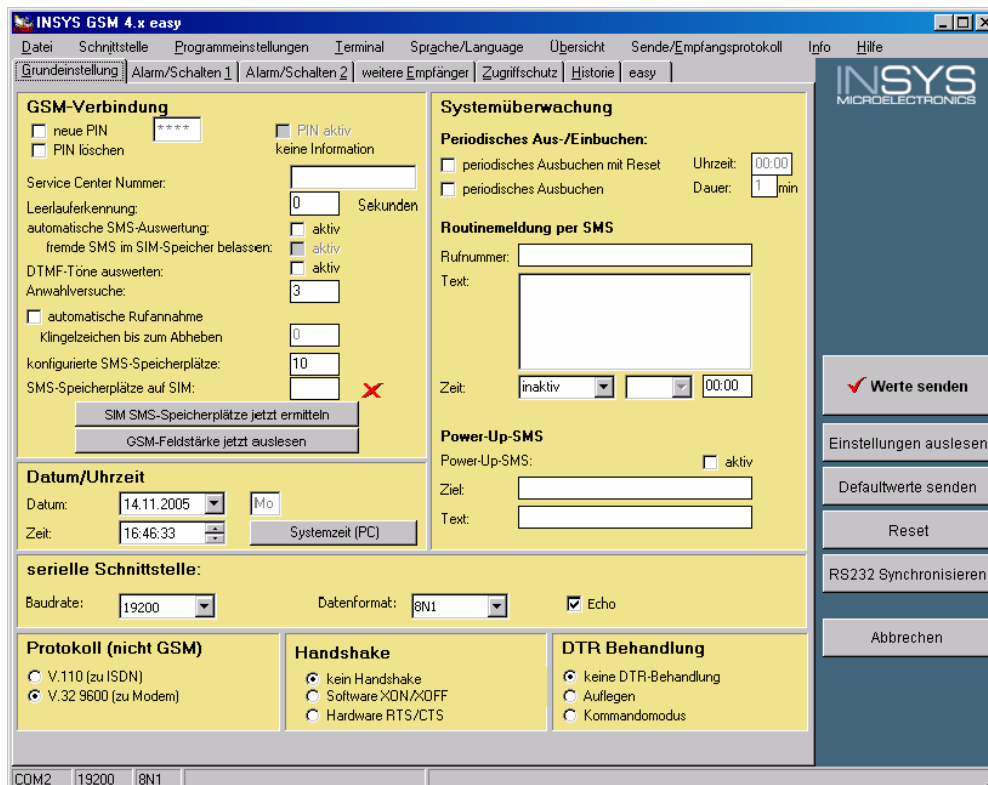 INSYS GSM 4.x easy
Datei Schnittstelle Programmeinstellungen Terminal Sprache/Language Übersicht Sende/Empfangsprotokoll Info Hilfe
Grundeinstellung Alarm/Schalten 1 Alarm/Schalten 2 weitere Empfänger Zugriffschutz Historie easy
INSYS
MICROELECTRONICS
GSM-Verbindung
neue PIN **** PIN aktiv
PIN löschen keine Information
Service Center Nummer:
Leerlauferkennung: 0 Sekunden
automatische SMS-Auswertung: aktiv
fremde SMS im SIM-Speicher belassen: aktiv
DTMF-Töne auswerten: aktiv
Anwahlversuche: 3
automatische Rufannahme
Klingelzeichen bis zum Abheben 0
konfigurierte SMS-Speicherplätze: 10
SMS-Speicherplätze auf SIM:
SIM SMS-Speicherplätze jetzt ermitteln
GSM-Feldstärke jetzt auslesen
Datum/Uhrzeit
Datum: 14.11.2005 Mo
Zeit: 16:46:33 Systemzeit (PC)
Systemüberwachung
Periodisches Aus-/Einbuchen:
periodisches Ausbuchen mit Reset Uhrzeit: 00:00
periodisches Ausbuchen Dauer: 1 min
Routinemeldung per SMS
Rufnummer:
Text:
Zeit: inaktiv 00:00
Power-Up-SMS
Power-Up-SMS: aktiv
Ziel:
Text:
serielle Schnittstelle:
Baudrate: 19200 Datenformat: 8N1 Echo
Protokoll (nicht GSM)
V.110 (zu ISDN)
V.32 9600 (zu Modem)
Handshake
kein Handshake
Software XON/XOFF
Hardware RTS/CTS
DTR Behandlung
keine DTR-Behandlung
Auflegen
Kommandomodus
Werte senden
Einstellungen auslesen
Defaultwerte senden
Reset
RS232 Synchronisieren
Abbrechen
COM2 19200 8N1